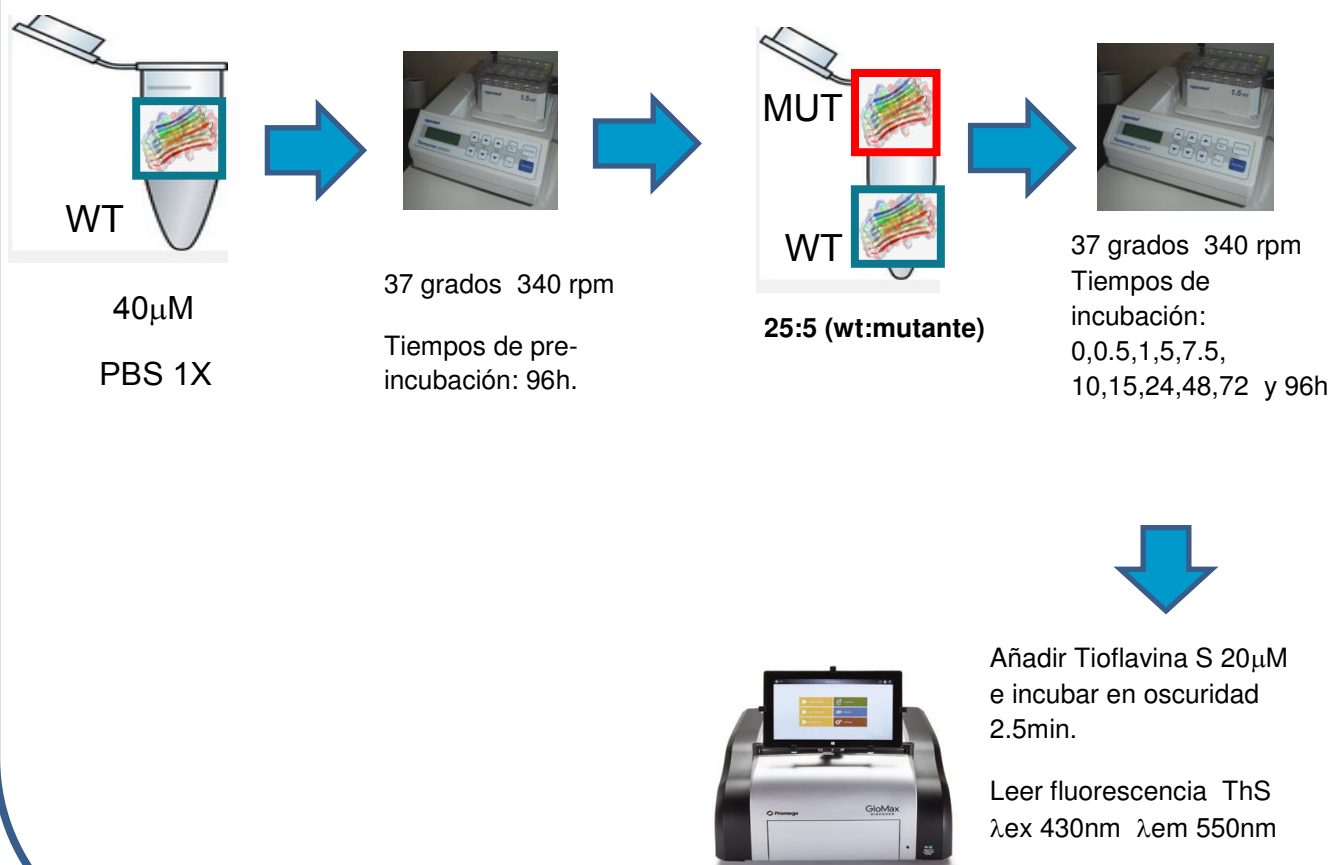 WT
40μM
PBS 1X
37 grados 340 rpm
Tiempos de pre-
incubación: 96h.
MUT
WT
25:5 (wt:mutante)
37 grados 340 rpm
Tiempos de
incubación:
0,0.5,1,5,7.5,
10,15,24,48,72 y 96h
Añadir Tioflavina S 20μM
e incubar en oscuridad
2.5min.
Leer fluorescencia ThS
λex 430nm λem 550nm
Promega
GloMax